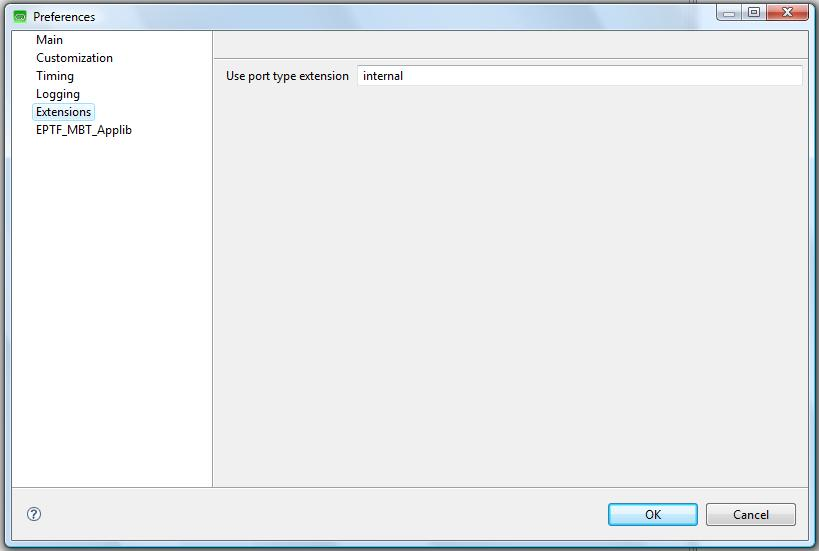 Preferences
Main
Customization
Timing
Logging
Extensions
EPTF_MBT_Applib
Use port type extension internal
?
OK Cancel